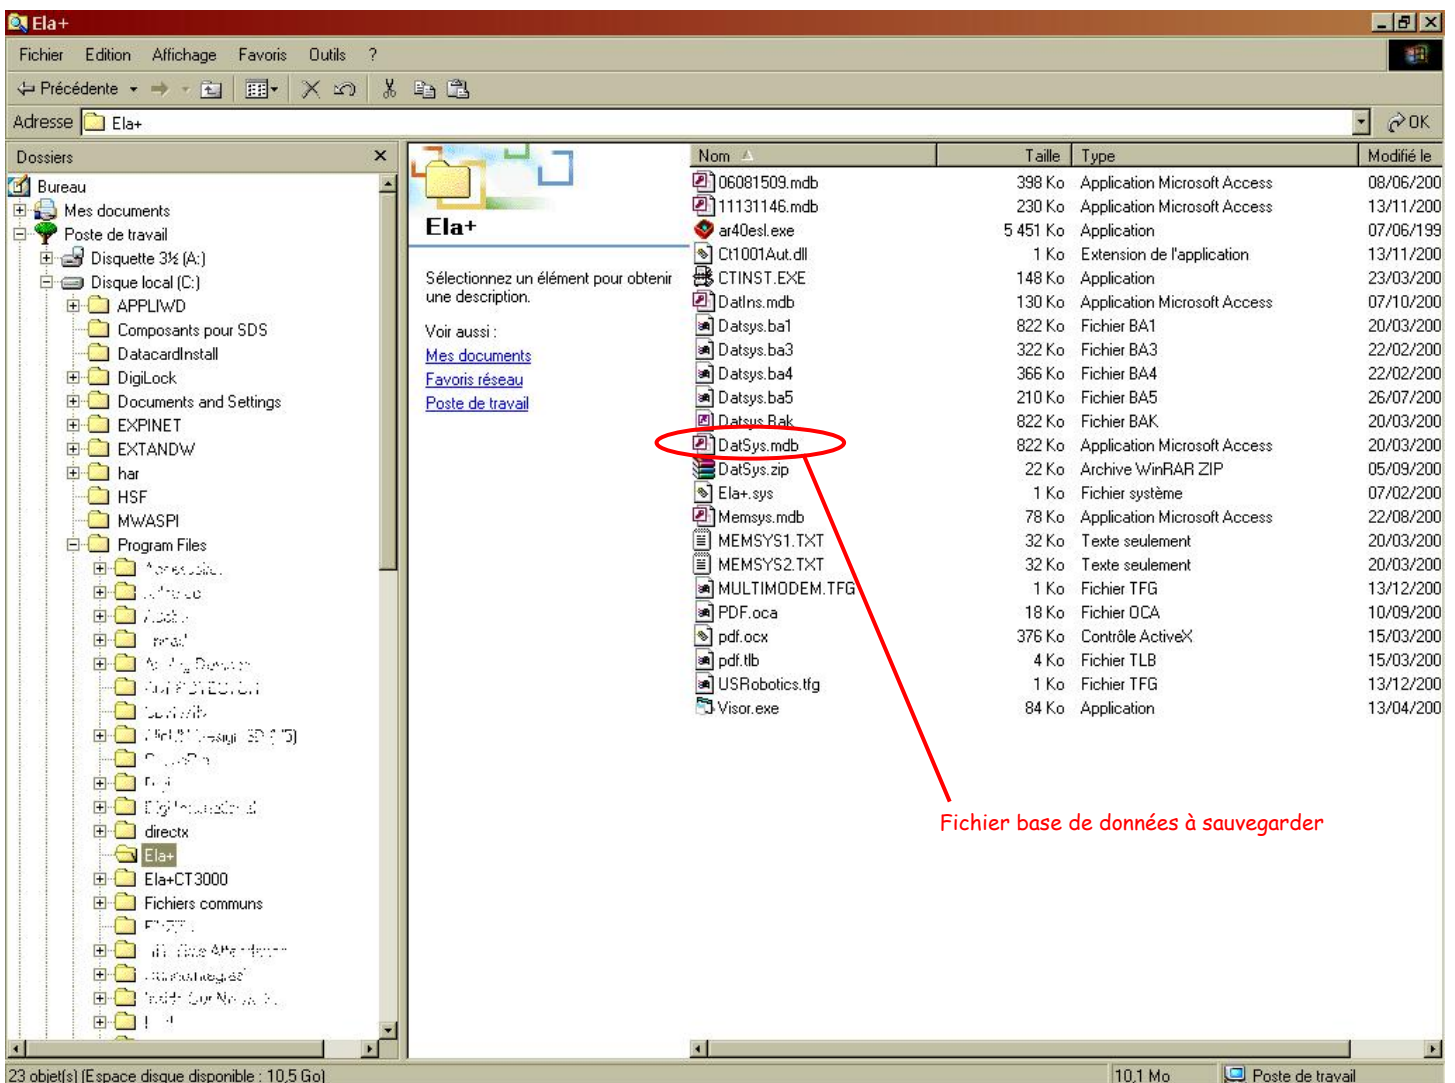 Ela+
Fichier Edition Affichage Favoris Outils ?
Précédente
Adresse Ela+ OK
Dossiers
Bureau
Mes documents
Poste de travail
Disquette 3½ (A:)
Disque local (C:)
APPLIWD
Composants pour SDS
DatacardInstall
DigiLock
Documents and Settings
EXPINET
EXTANDW
har
HSF
MWASPI
Program Files
directx
Ela+
Ela+CT3000
Fichiers communs
Ela+
Sélectionnez un élément pour obtenir
une description.
Voir aussi :
Mes documents
Favoris réseau
Poste de travail
Nom Taille Type Modifié le
06081509.mdb 398 Ko Application Microsoft Access 08/06/200
11131146.mdb 230 Ko Application Microsoft Access 13/11/200
ar40esl.exe 5 451 Ko Application 07/06/199
Ct1001Aut.dll 1 Ko Extension de l'application 13/11/200
CTINST.EXE 148 Ko Application 23/03/200
DatIns.mdb 130 Ko Application Microsoft Access 07/10/200
Datsys.ba1 822 Ko Fichier BA1 20/03/200
Datsys.ba3 322 Ko Fichier BA3 22/02/200
Datsys.ba4 366 Ko Fichier BA4 22/02/200
Datsys.ba5 210 Ko Fichier BA5 26/07/200
Datsys.Bak 822 Ko Fichier BAK 20/03/200
DatSys.mdb 822 Ko Application Microsoft Access 20/03/200
DatSys.zip 22 Ko Archive WinRAR ZIP 05/09/200
Ela+.sys 1 Ko Fichier système 07/02/200
Memsys.mdb 78 Ko Application Microsoft Access 22/08/200
MEMSYS1.TXT 32 Ko Texte seulement 20/03/200
MEMSYS2.TXT 32 Ko Texte seulement 20/03/200
MULTIMODEM.TFG 1 Ko Fichier TFG 13/12/200
PDF.oca 18 Ko Fichier OCA 10/09/200
pdf.ocx 376 Ko Contrôle ActiveX 15/03/200
pdf.tlb 4 Ko Fichier TLB 15/03/200
USRobotics.tfg 1 Ko Fichier TFG 13/12/200
Visor.exe 84 Ko Application 13/04/200
Fichier base de données à sauvegarder
23 objet(s) (Espace disque disponible : 10,5 Go) 10,1 Mo Poste de travail